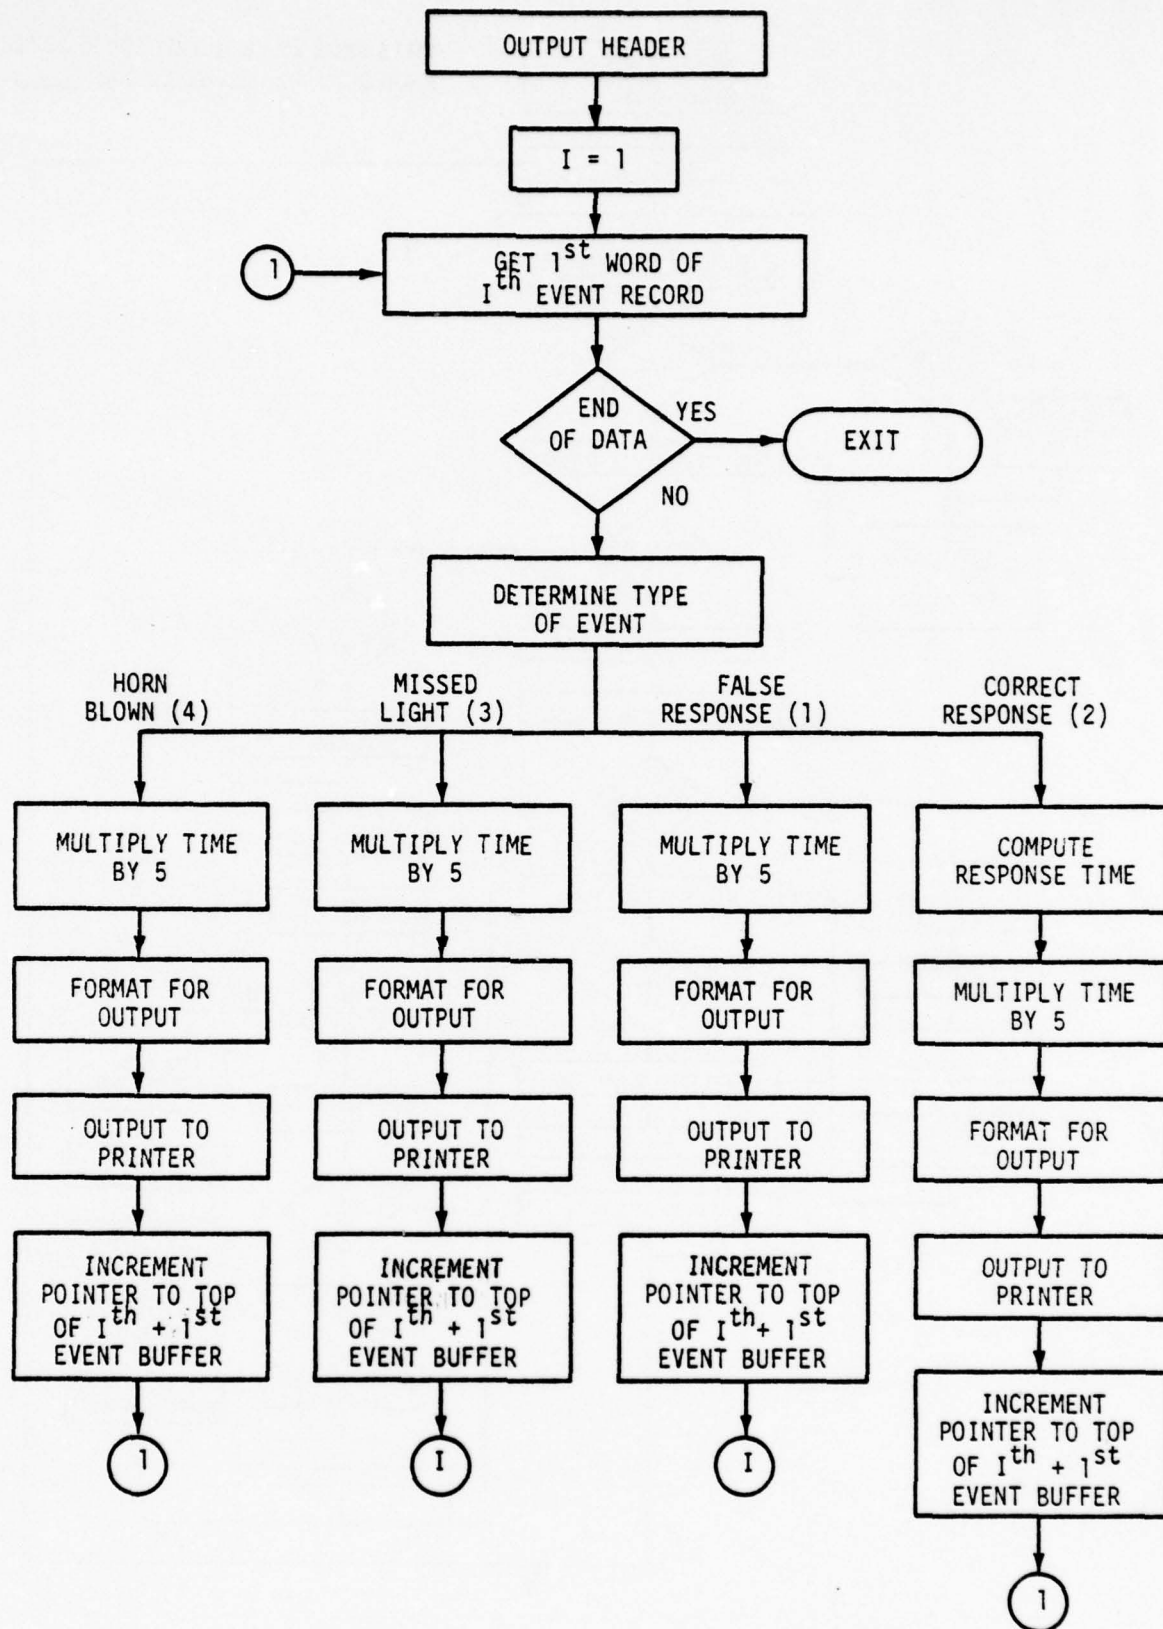 OUTPUT HEADER
I = 1
1
GET 1st WORD OF
Ith EVENT RECORD
END
OF DATA
YES
EXIT
NO
DETERMINE TYPE
OF EVENT
HORN
BLOWN (4)
MISSED
LIGHT (3)
FALSE
RESPONSE (1)
CORRECT
RESPONSE (2)
MULTIPLY TIME
BY 5
MULTIPLY TIME
BY 5
MULTIPLY TIME
BY 5
COMPUTE
RESPONSE TIME
FORMAT FOR
OUTPUT
FORMAT FOR
OUTPUT
FORMAT FOR
OUTPUT
MULTIPLY TIME
BY 5
OUTPUT TO
PRINTER
OUTPUT TO
PRINTER
OUTPUT TO
PRINTER
FORMAT FOR
OUTPUT
INCREMENT
POINTER TO TOP
OF Ith + 1st
EVENT BUFFER
INCREMENT
POINTER TO TOP
OF Ith + 1st
EVENT BUFFER
INCREMENT
POINTER TO TOP
OF Ith+ 1st
EVENT BUFFER
OUTPUT TO
PRINTER
1
I
I
INCREMENT
POINTER TO TOP
OF Ith + 1st
EVENT BUFFER
1